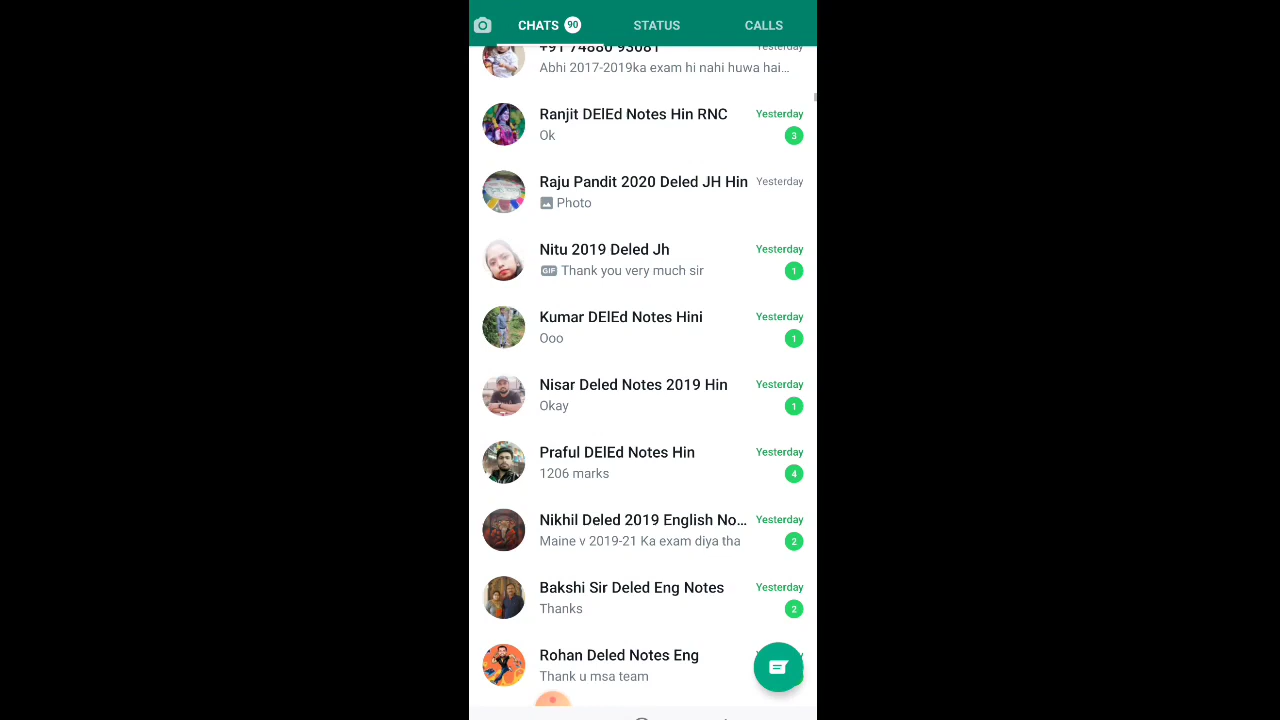 CHATS 90 STATUS CALLS
+91 74880 93081 Yesterday
Abhi 2017-2019ka exam hi nahi huwa hai...
Ranjit DElEd Notes Hin RNC Yesterday
Ok 3
Raju Pandit 2020 Deled JH Hin Yesterday
Photo
Nitu 2019 Deled Jh Yesterday
GIF Thank you very much sir 1
Kumar DElEd Notes Hini Yesterday
Ooo 1
Nisar Deled Notes 2019 Hin Yesterday
Okay 1
Praful DElEd Notes Hin Yesterday
1206 marks 4
Nikhil Deled 2019 English No... Yesterday
Maine v 2019-21 Ka exam diya tha 2
Bakshi Sir Deled Eng Notes Yesterday
Thanks 2
Rohan Deled Notes Eng
Thank u msa team